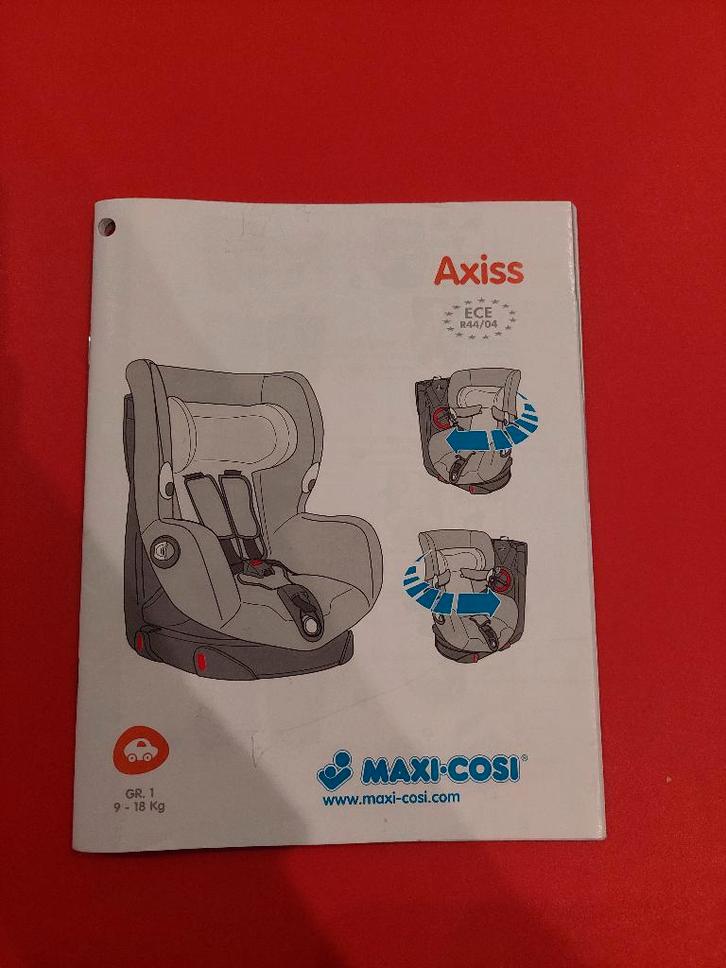 Axiss
ECE
R44/04
GR. 1
9 - 18 Kg
MAXI·COSI®
www.maxi-cosi.com